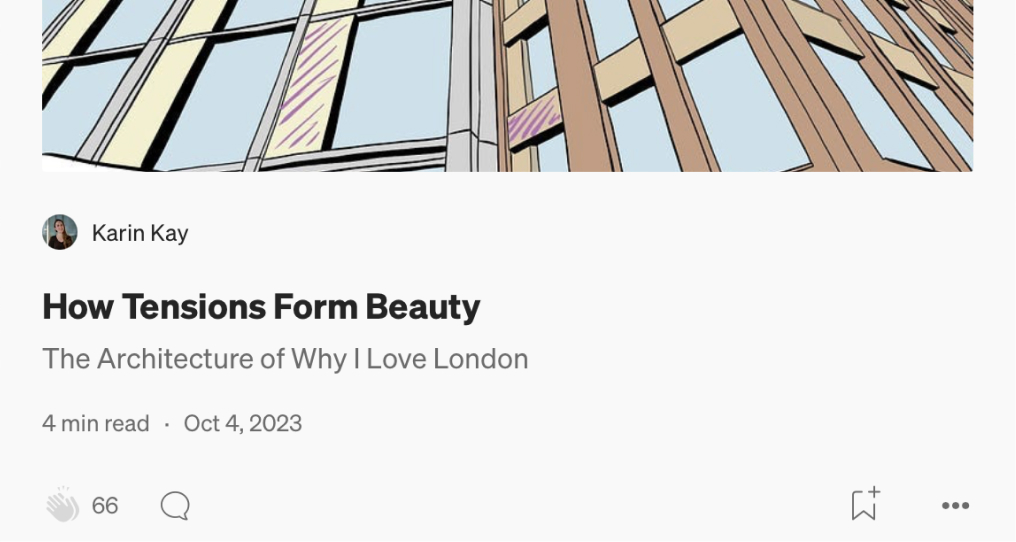 Karin Kay
How Tensions Form Beauty
The Architecture of Why I Love London
4 min read · Oct 4, 2023
66